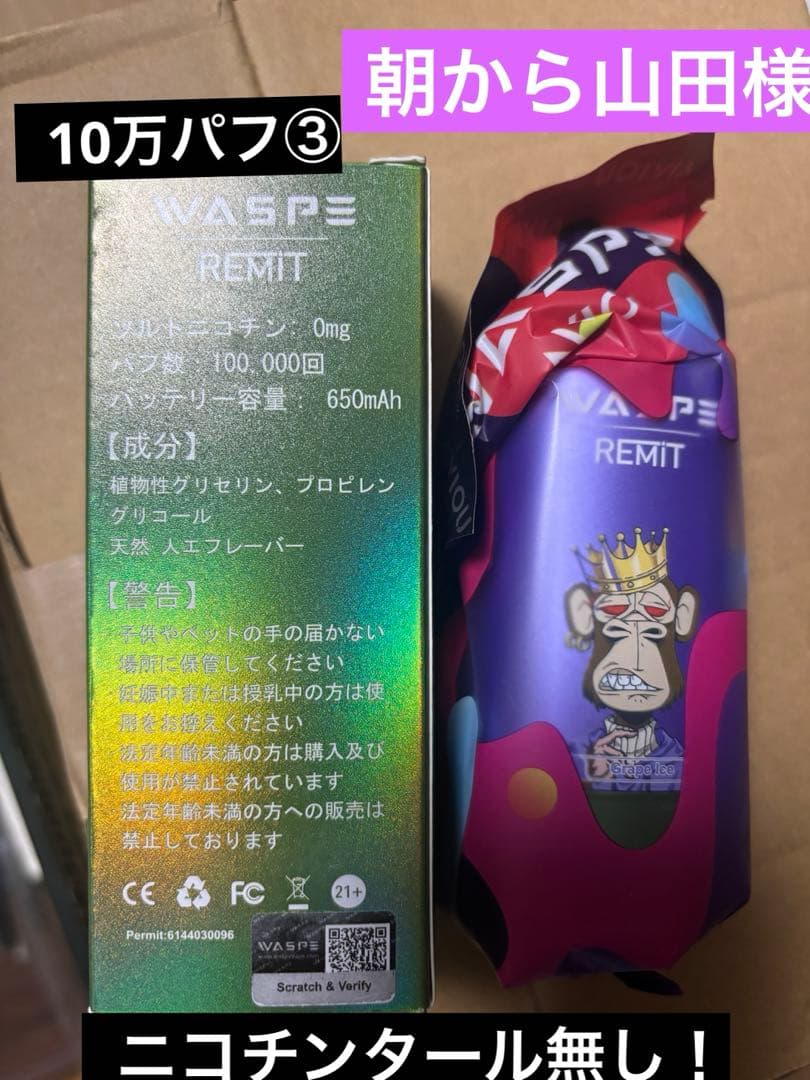 朝から山田様
10万パフ③
WASPE
REMiT
ソルトニコチン: 0mg
パフ数 : 100,000回
バッテリー容量 : 650mAh
【成分】
植物性グリセリン、プロピレン
グリコール
天然 人エフレーバー
【警告】
子供やペットの手の届かない
場所に保管してください
妊娠中または授乳中の方は使
用をお控えください
法定年齢未満の方は購入及び
使用が禁止されています
法定年齢未満の方への販売は
禁止しております
CE
FC
21+
Permit:6144030096
WASPE
Scratch & Verify
WASPE
REMiT
Grape Ice
ニコチンタール無し！